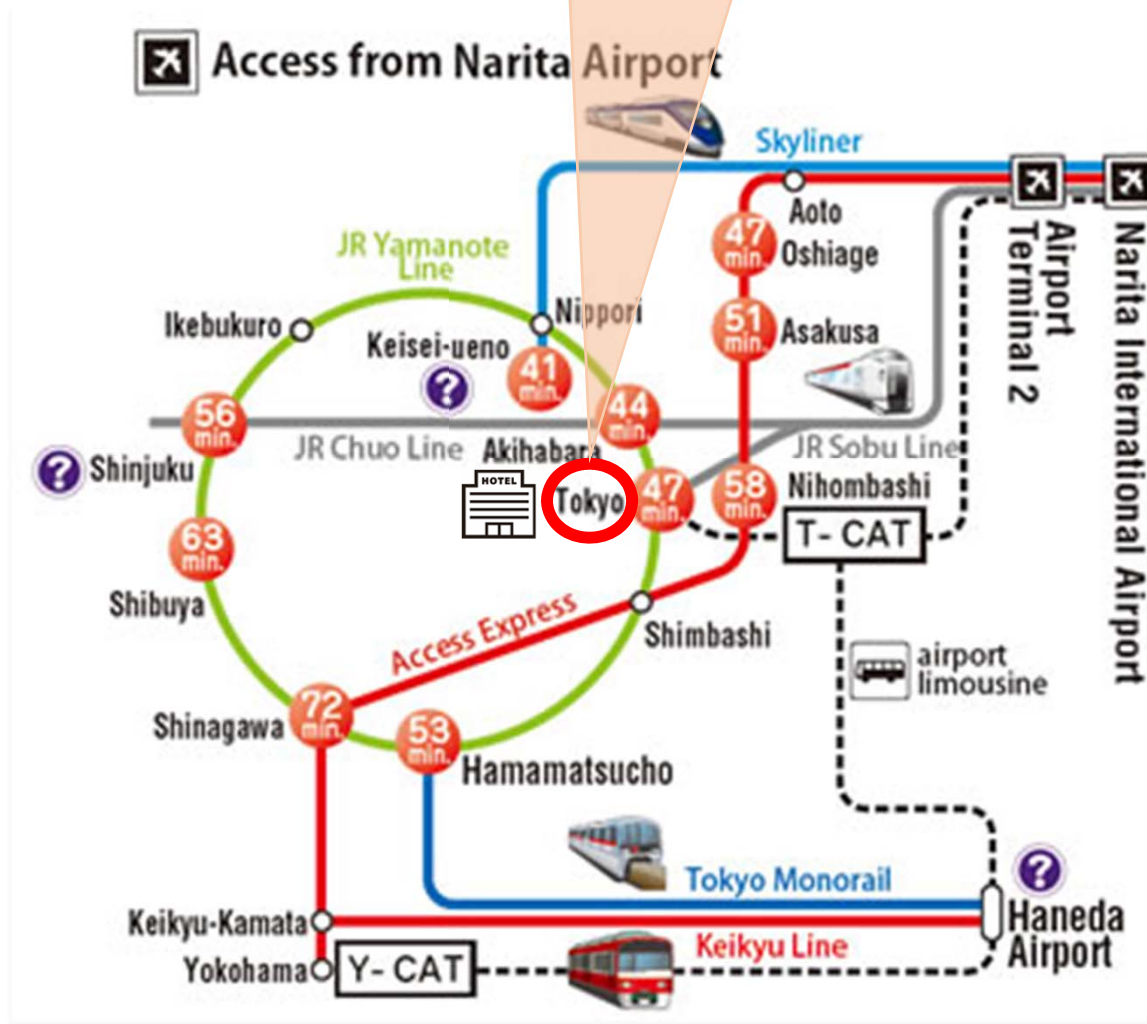 Access from Narita Airport
Skyliner
Aoto
47
min.
Oshiage
JR Yamanote
Line
Airport
Terminal 2
Narita International Airport
Ikebukuro
Nippori
Keisei-ueno
?
41
min.
51
min.
Asakusa
56
min.
44
min.
JR Chuo Line
Akihabara
JR Sobu Line
?
Shinjuku
HOTEL
Tokyo
47
min.
58
min.
Nihombashi
T- CAT
63
min.
Shibuya
Access Express
Shimbashi
airport
limousine
Shinagawa
72
min.
53
min.
Hamamatsucho
Tokyo Monorail
?
Keikyu-Kamata
Haneda
Airport
Keikyu Line
Yokohama
Y- CAT